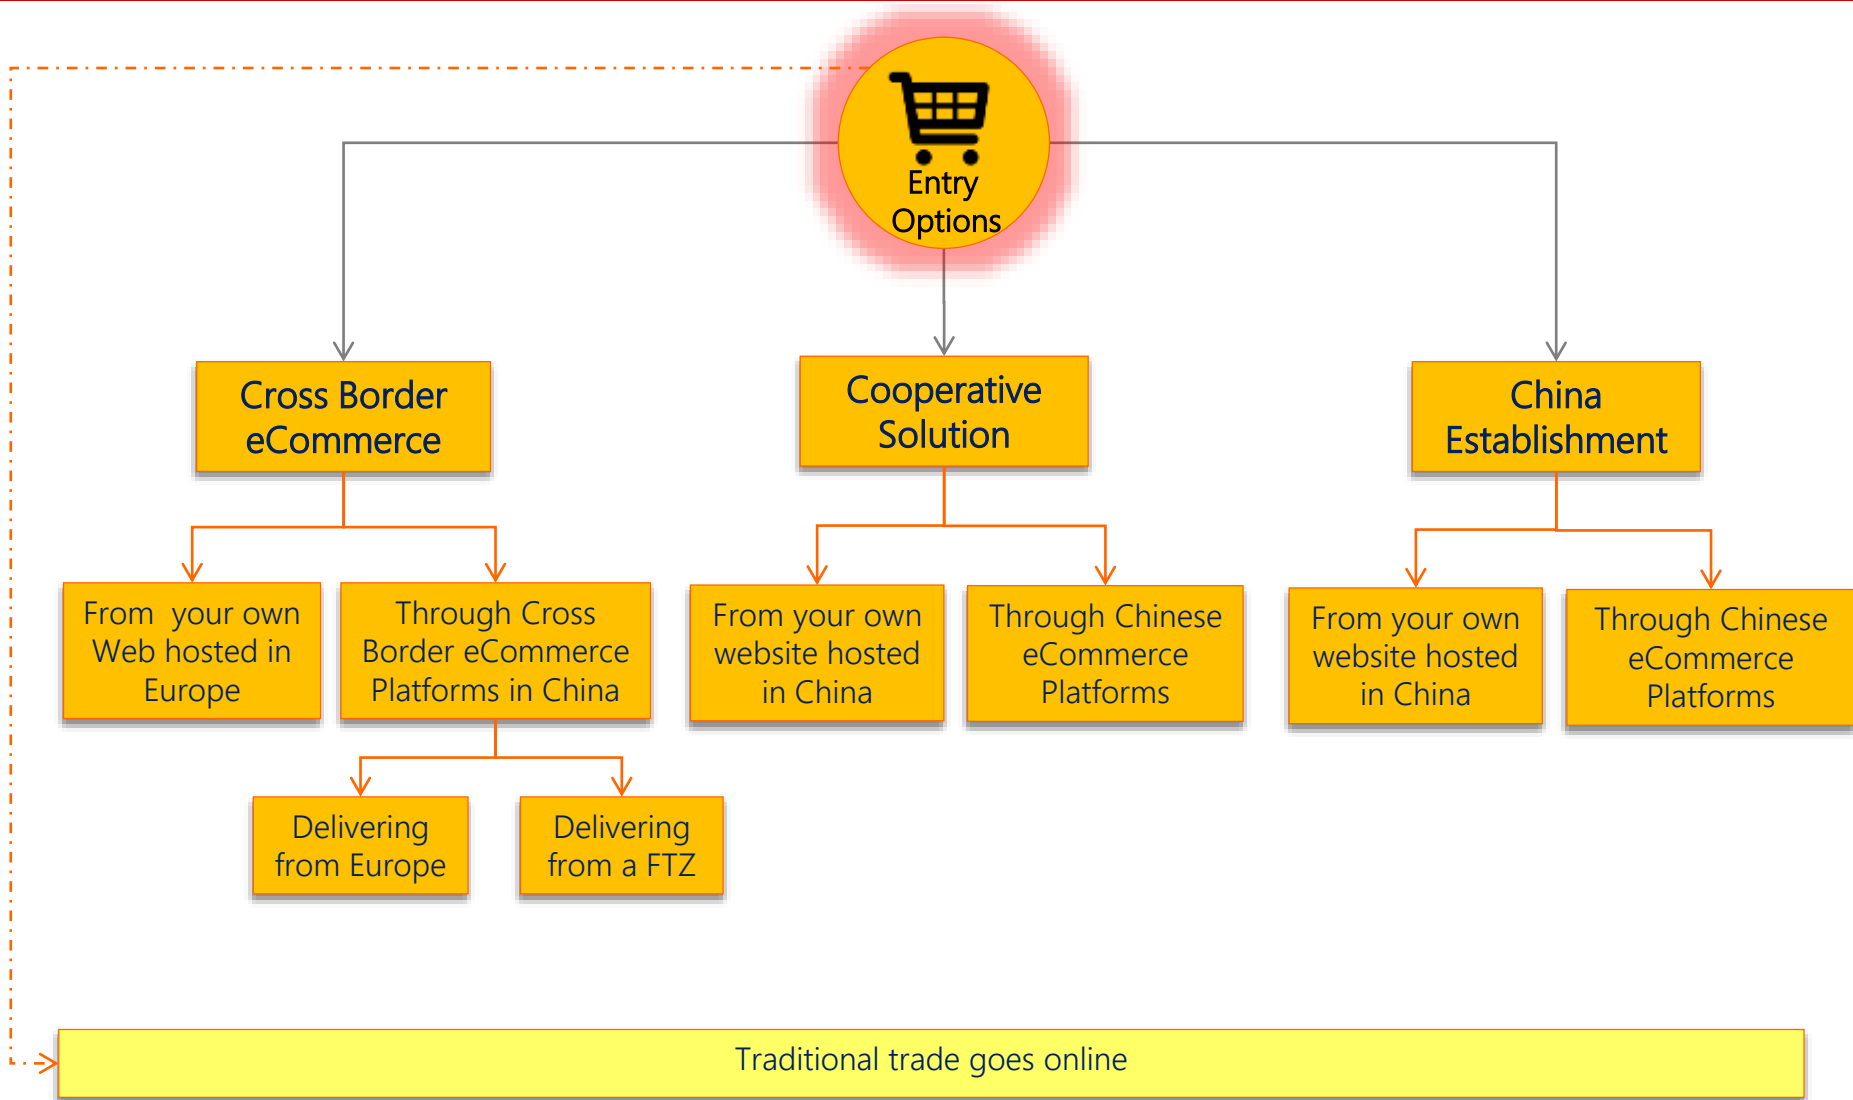 Entry
Options
Cross Border
eCommerce
Cooperative
Solution
China
Establishment
From  your own
Web hosted in
Europe
Through Cross
Border eCommerce
Platforms in China
From your own
website hosted
in China
Through Chinese
eCommerce
Platforms
From your own
website hosted
in China
Through Chinese
eCommerce
Platforms
Delivering
from Europe
Delivering
from a FTZ
Traditional trade goes online